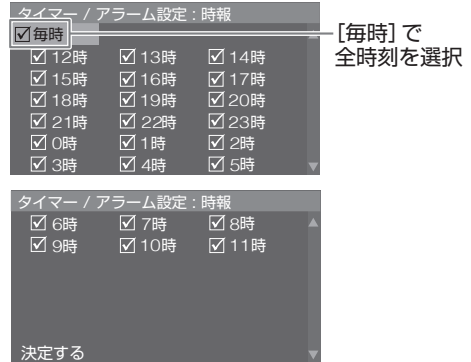 タイマー / アラーム設定 : 時報
☑毎時
☑ 12時 ☑ 13時 ☑ 14時
☑ 15時 ☑ 16時 ☑ 17時
☑ 18時 ☑ 19時 ☑ 20時
☑ 21時 ☑ 22時 ☑ 23時
☑ 0時 ☑ 1時 ☑ 2時
☑ 3時 ☑ 4時 ☑ 5時
[毎時] で
全時刻を選択
タイマー / アラーム設定 : 時報
☑ 6時 ☑ 7時 ☑ 8時
☑ 9時 ☑ 10時 ☑ 11時
決定する